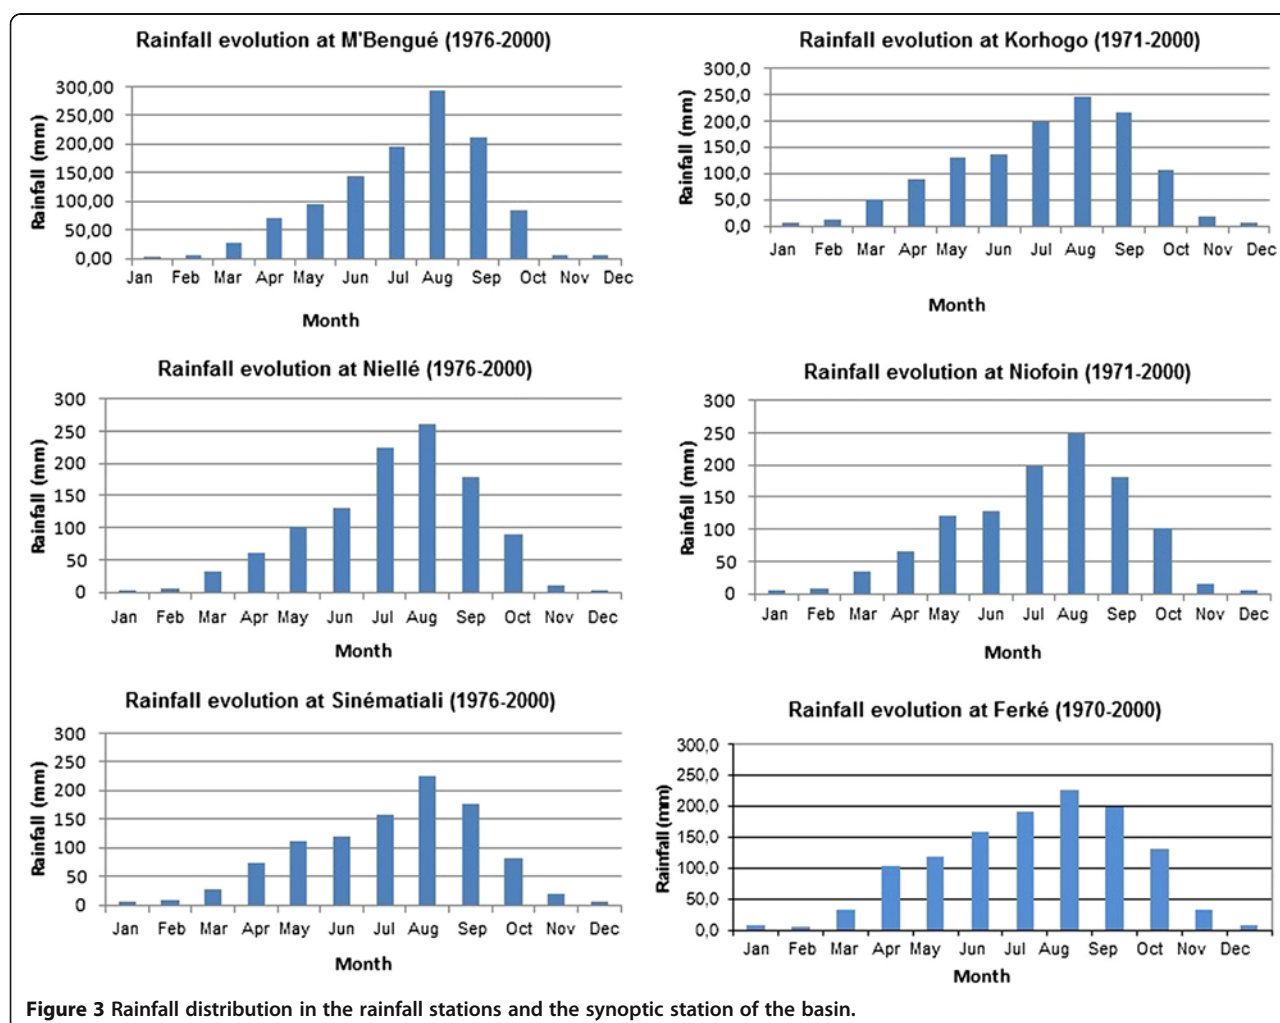 Rainfall evolution at M'Bengué (1976-2000)
Rainfall (mm)
300,00
250,00
200,00
150,00
100,00
50,00
0,00
Jan Feb Mar Apr May Jun Jul Aug Sep Oct Nov Dec
Month
Rainfall evolution at Korhogo (1971-2000)
Rainfall (mm)
300,0
250,0
200,0
150,0
100,0
50,0
0,0
Jan Feb Mar Apr May Jun Jul Aug Sep Oct Nov Dec
Month
Rainfall evolution at Niellé (1976-2000)
Rainfall (mm)
300
250
200
150
100
50
0
Jan Feb Mar Apr May Jun Jul Aug Sep Oct Nov Dec
Month
Rainfall evolution at Niofoin (1971-2000)
Rainfall (mm)
300
250
200
150
100
50
0
Jan Feb Mar Apr May Jun Jul Aug Sep Oct Nov Dec
Month
Rainfall evolution at Sinématiali (1976-2000)
Rainfall (mm)
300
250
200
150
100
50
0
Jan Feb Mar Apr May Jun Jul Aug Sep Oct Nov Dec
Month
Rainfall evolution at Ferké (1970-2000)
Rainfall (mm)
300,0
250,0
200,0
150,0
100,0
50,0
0,0
Jan Feb Mar Apr May Jun Jul Aug Sep Oct Nov Dec
Month
Figure 3 Rainfall distribution in the rainfall stations and the synoptic station of the basin.